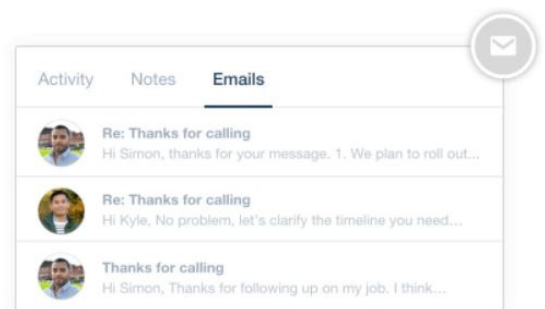 Activity Notes Emails
Re: Thanks for calling
Hi Simon, thanks for your message. 1. We plan to roll out...
Re: Thanks for calling
Hi Kyle, No problem, let's clarify the timeline you need...
Thanks for calling
Hi Simon, Thanks for following up on my job. I think...